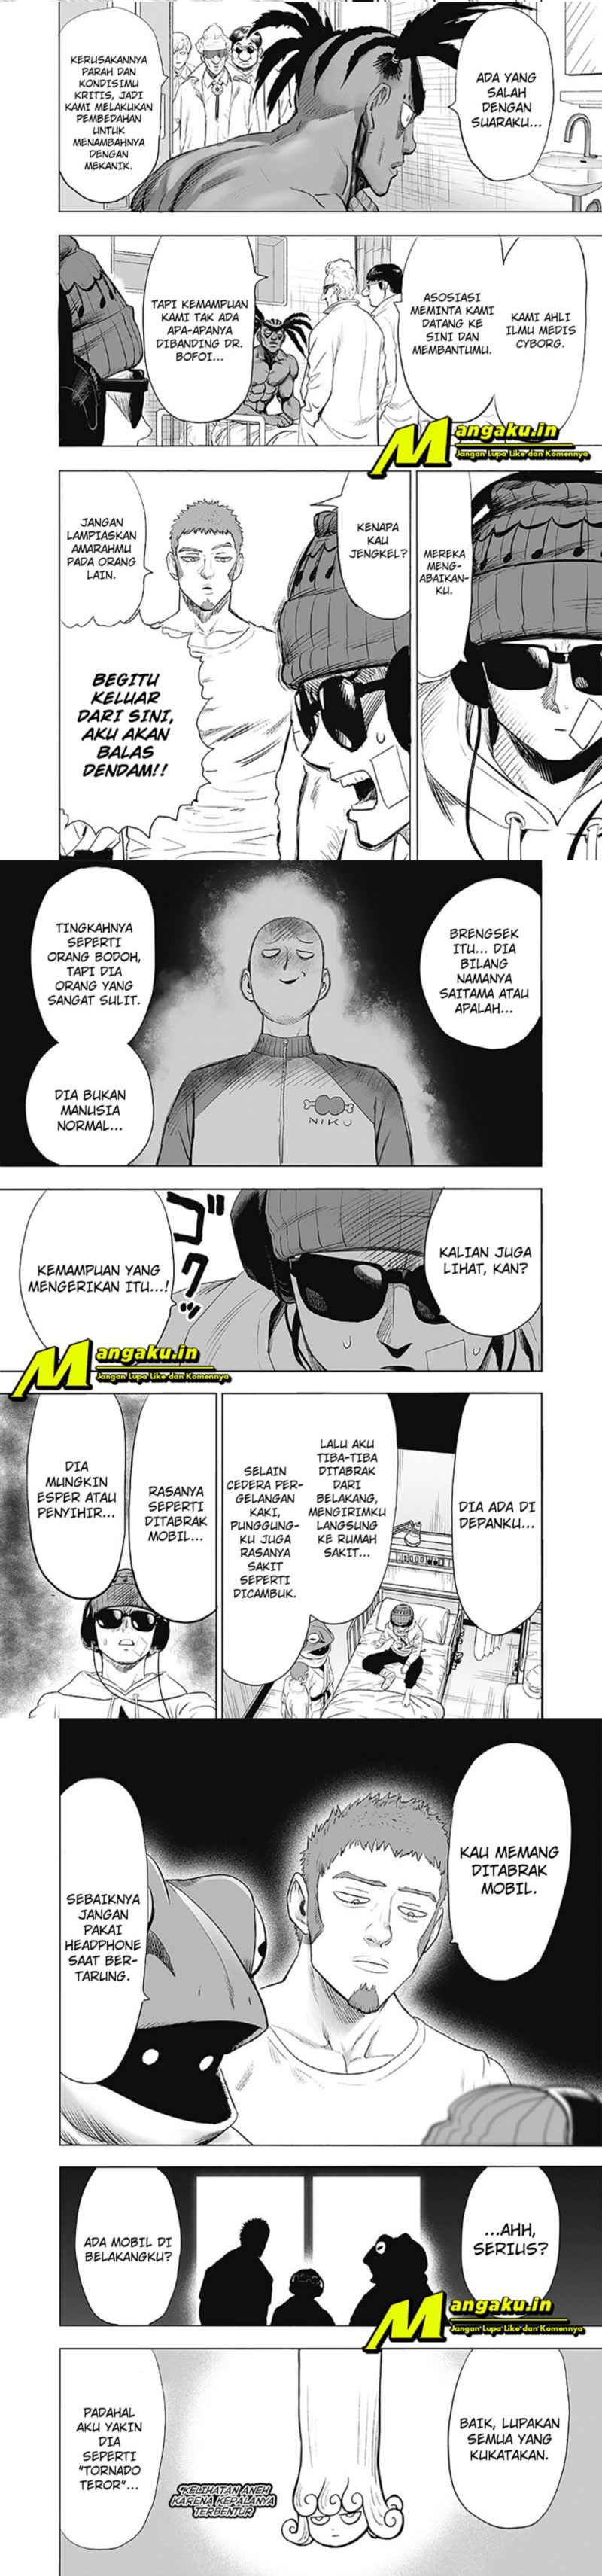 ADA YANG
SALAH
DENGAN
SUARAKU...
KERUSAKANNYA
PARAH DAN
KONDISIMU
KRITIS, JADI
KAMI MELAKUKAN
PEMBEDAHAN
UNTUK
MENAMBAHNYA
DENGAN
MEKANIK.
KAMI AHLI
ILMU MEDIS
CYBORG.
ASOSIASI
MEMINTA KAMI
DATANG KE
SINI DAN
MEMBANTUMU.
TAPI KEMAMPUAN
KAMI TAK ADA
APA-APANYA
DIBANDING DR.
BOFOI...
Mangaku.in
Jangan Lupa Like dan Komennya
MEREKA
MENG-
ABAIKAN-
KU.
KENAPA
KAU
JENGKEL?
JANGAN
LAMPIASKAN
AMARAHMU
PADA ORANG
LAIN.
BEGITU
KELUAR
DARI SINI,
AKU AKAN
BALAS
DENDAM!!
BRENGSEK
ITU... DIA
BILANG
NAMANYA
SAITAMA ATAU
APALAH...
TINGKAHNYA
SEPERTI
ORANG BODOH,
TAPI DIA
ORANG YANG
SANGAT SULIT.
DIA BUKAN
MANUSIA
NORMAL...
NIKU
KALIAN JUGA
LIHAT, KAN?
ゴクッ
KEMAMPUAN YANG
MENGERIKAN ITU...!
Mangaku.in
Jangan Lupa Like dan Komennya
DIA ADA DI
DEPANKU...
LALU AKU
TIBA-TIBA
DITABRAK
DARI
BELAKANG,
MENGIRIMKU
LANGSUNG
KE RUMAH
SAKIT...
SELAIN
CEDERA PER-
GELANGAN
KAKI,
PUNGGUNG-
KU JUGA
RASANYA
SAKIT
SEPERTI
DICAMBUK.
RASANYA
SEPERTI
DITABRAK
MOBIL...
DIA
MUNGKIN
ESPER ATAU
PENYIHIR...
KAU MEMANG
DITABRAK
MOBIL.
SEBAIKNYA
JANGAN
PAKAI
HEADPHONE
SAAT BER-
TARUNG.
...AHH,
SERIUS?
ADA MOBIL DI
BELAKANGKU?
Mangaku.in
Jangan Lupa Like dan Komennya
BAIK, LUPAKAN
SEMUA YANG
KUKATAKAN.
PADAHAL
AKU YAKIN
DIA
SEPERTI
"TORNADO
TEROR"...
*KELIHATAN ANEH
KARENA KEPALANYA
TERBENTUR